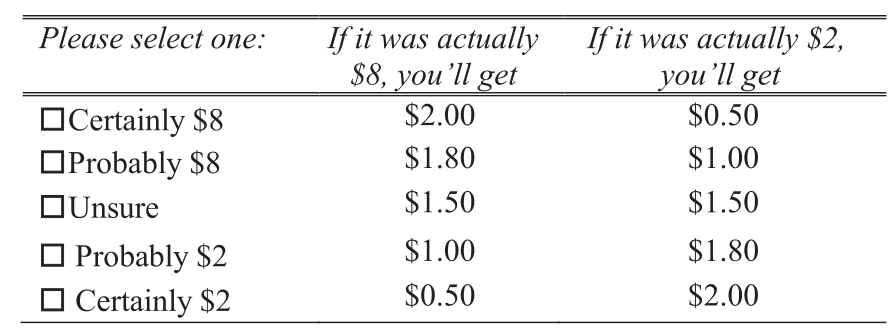 Please select one: If it was actually If it was actually $2,
$8, you'll get you'll get
Certainly $8 $2.00 $0.50
Probably $8 $1.80 $1.00
Unsure $1.50 $1.50
Probably $2 $1.00 $1.80
Certainly $2 $0.50 $2.00